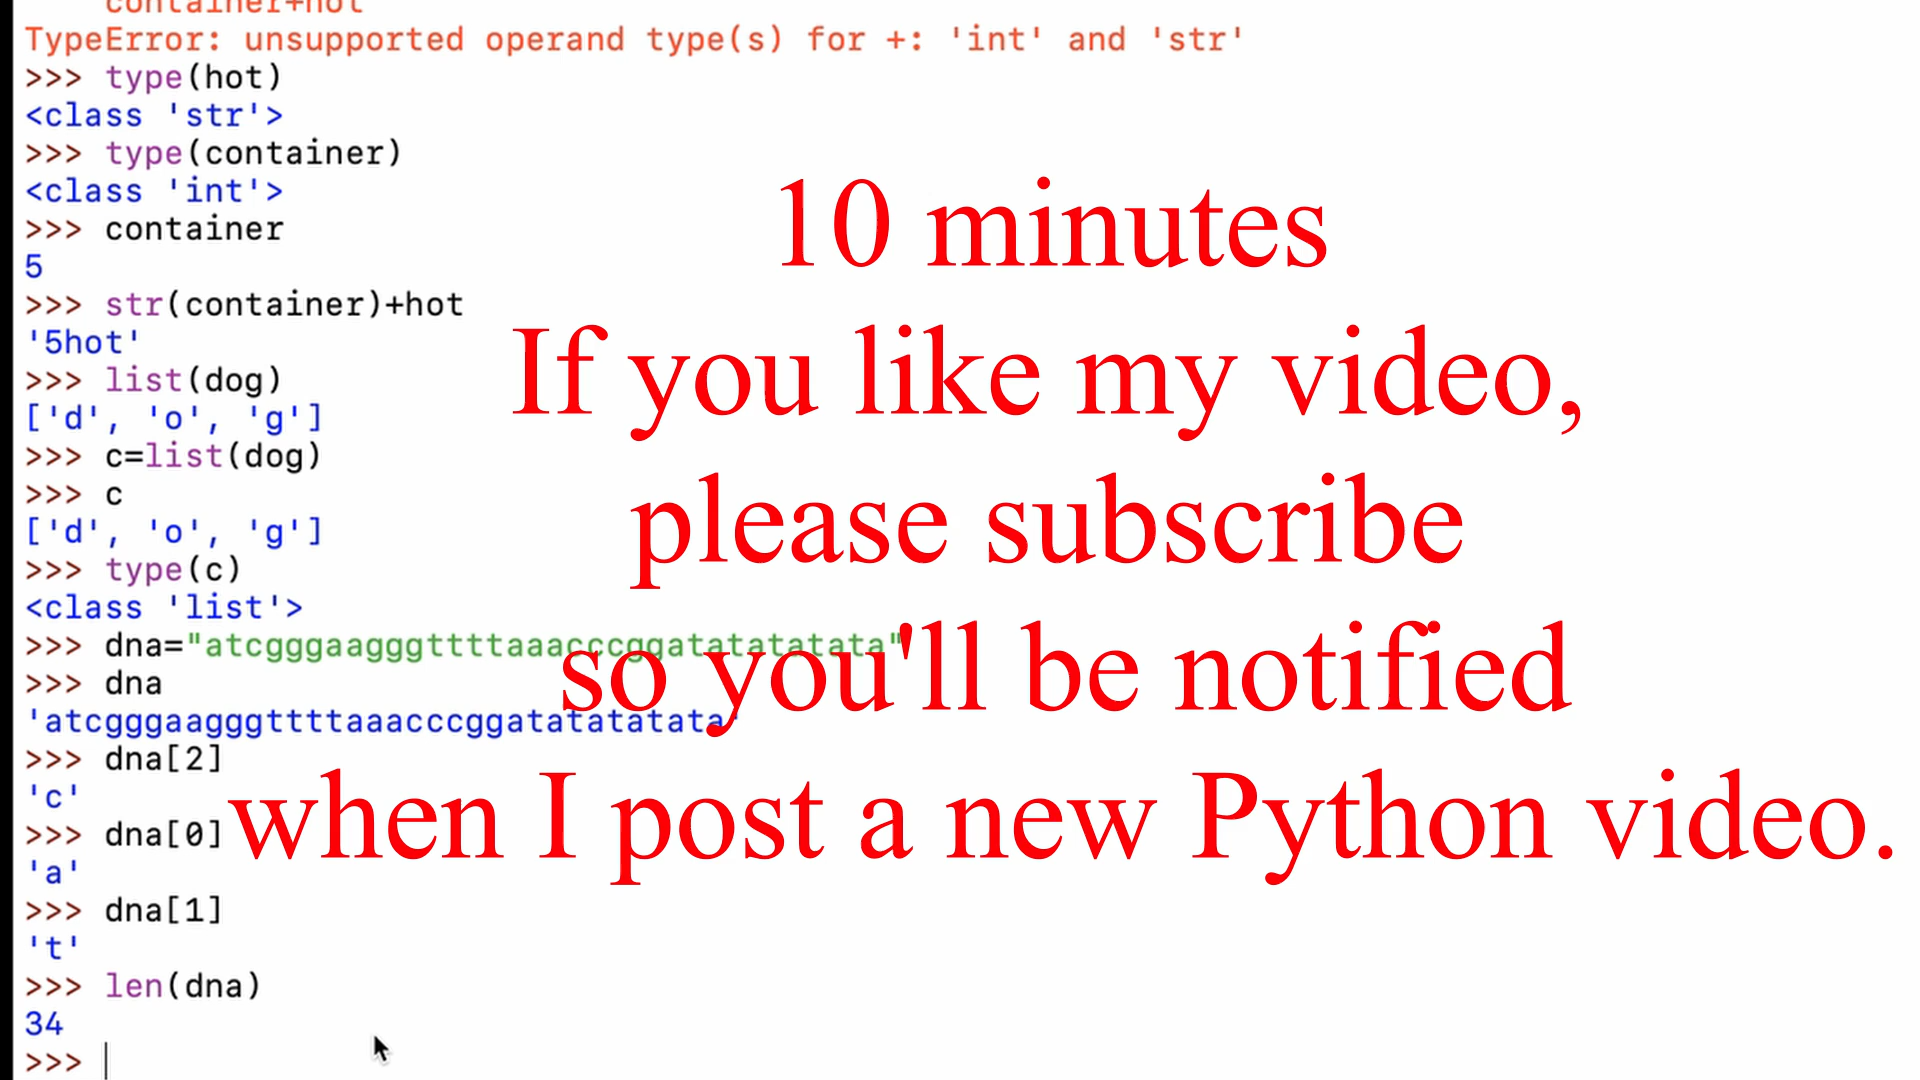 container+hot
TypeError: unsupported operand type(s) for +: 'int' and 'str'
>>> type(hot)
<class 'str'>
>>> type(container)
<class 'int'>
>>> container
5
>>> str(container)+hot
'5hot'
>>> list(dog)
['d', 'o', 'g']
>>> c=list(dog)
>>> c
['d', 'o', 'g']
>>> type(c)
<class 'list'>
>>> dna="atcgggaagggttttaaacccggatatatatata"
>>> dna
'atcgggaagggttttaaacccggatatatatata'
>>> dna[2]
'c'
>>> dna[0]
'a'
>>> dna[1]
't'
>>> len(dna)
34
>>>
10 minutes
If you like my video,
please subscribe
so you'll be notified
when I post a new Python video.